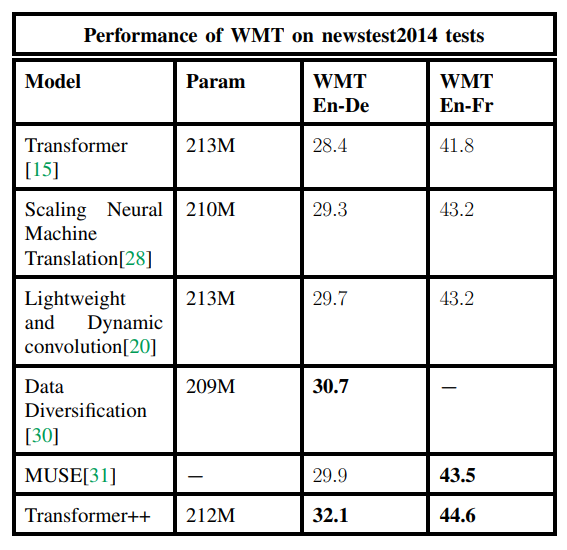 Performance of WMT on newstest2014 tests
Model Param WMT En-De WMT En-Fr
Transformer [15] 213M 28.4 41.8
Scaling Neural Machine Translation[28] 210M 29.3 43.2
Lightweight and Dynamic convolution[20] 213M 29.7 43.2
Data Diversification [30] 209M 30.7 —
MUSE[31] — 29.9 43.5
Transformer++ 212M 32.1 44.6